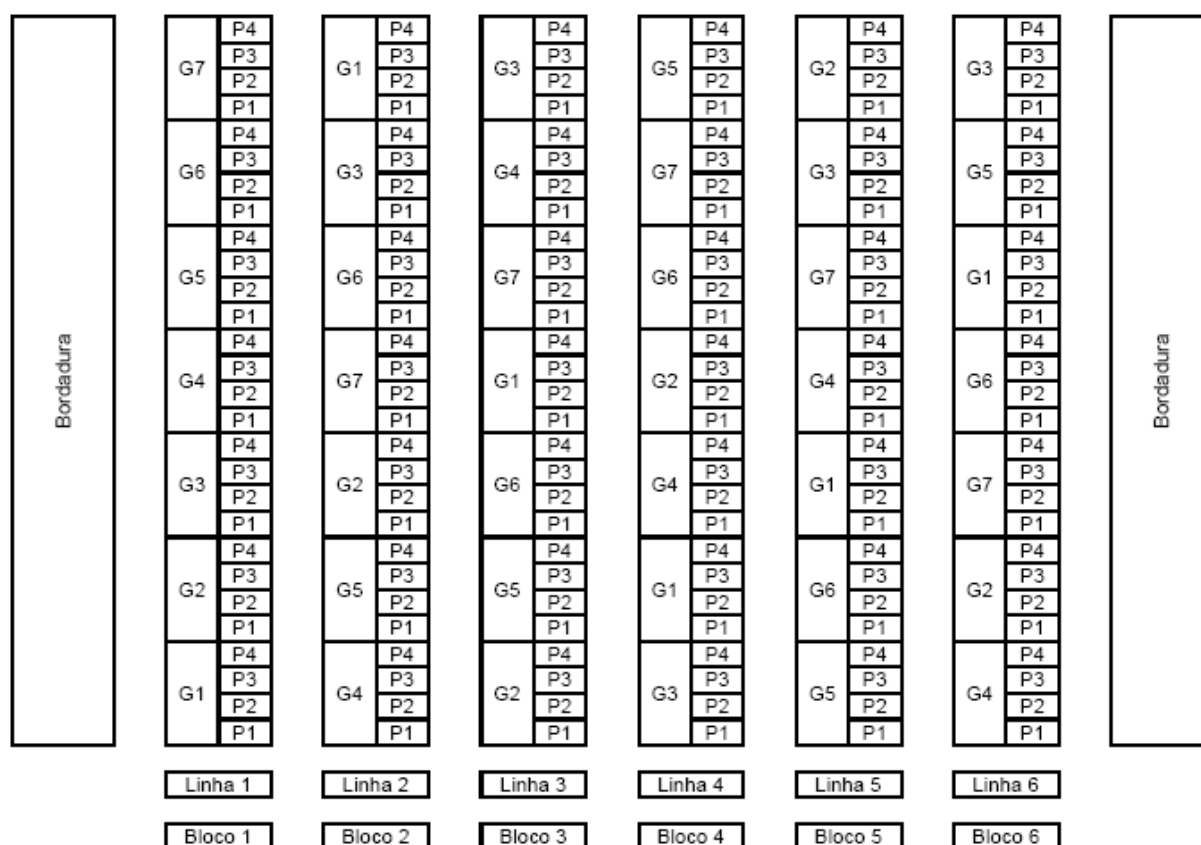 P4 P4 P4 P4 P4 P4
G7 P3 G1 P3 G3 P3 G5 P3 G2 P3 G3 P3
P2 P2 P2 P2 P2 P2
P1 P1 P1 P1 P1 P1
P4 P4 P4 P4 P4 P4
G6 P3 G3 P3 G4 P3 G7 P3 G3 P3 G5 P3
P2 P2 P2 P2 P2 P2
P1 P1 P1 P1 P1 P1
P4 P4 P4 P4 P4 P4
G5 P3 G6 P3 G7 P3 G6 P3 G7 P3 G1 P3
P2 P2 P2 P2 P2 P2
P1 P1 P1 P1 P1 P1
Bordadura
P4 P4 P4 P4 P4 P4
G4 P3 G7 P3 G1 P3 G2 P3 G4 P3 G6 P3
P2 P2 P2 P2 P2 P2
P1 P1 P1 P1 P1 P1
Bordadura
P4 P4 P4 P4 P4 P4
G3 P3 G2 P3 G6 P3 G4 P3 G1 P3 G7 P3
P2 P2 P2 P2 P2 P2
P1 P1 P1 P1 P1 P1
P4 P4 P4 P4 P4 P4
G2 P3 G5 P3 G5 P3 G1 P3 G6 P3 G2 P3
P2 P2 P2 P2 P2 P2
P1 P1 P1 P1 P1 P1
P4 P4 P4 P4 P4 P4
G1 P3 G4 P3 G2 P3 G3 P3 G5 P3 G4 P3
P2 P2 P2 P2 P2 P2
P1 P1 P1 P1 P1 P1
Linha 1 Linha 2 Linha 3 Linha 4 Linha 5 Linha 6
Bloco 1 Bloco 2 Bloco 3 Bloco 4 Bloco 5 Bloco 6